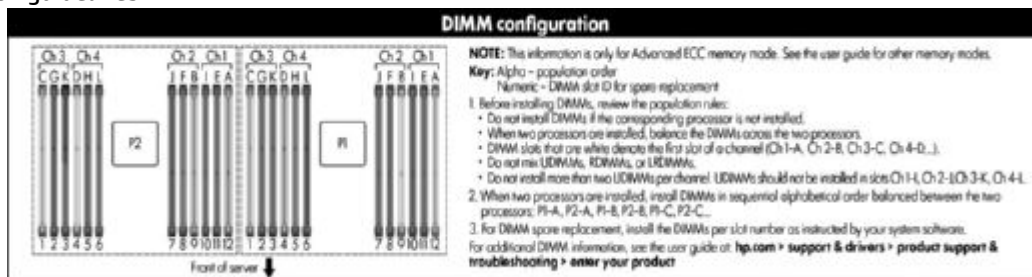 DIMM configuration
Ch 3 Ch 4 Ch 2 Ch 1 Ch 3 Ch 4 Ch 2 Ch 1
C G K D H L J F B I E A C G K D H L J F B I E A
P2 P1
1 2 3 4 5 6 7 8 9 10 11 12 1 2 3 4 5 6 7 8 9 10 11 12
Front of server
NOTE: This information is only for Advanced ECC memory mode. See the user guide for other memory modes.
Key: Alpha – population order
Numeric – DIMM slot ID for spare replacement
1. Before installing DIMMs, review the population rules:
• Do not install DIMMs if the corresponding processor is not installed.
• When two processors are installed, balance the DIMMs across the two processors.
• DIMM slots that are white denote the first slot of a channel (Ch 1-A, Ch 2-B, Ch 3-C, Ch 4-D...).
• Do not mix UDIMMs, RDIMMs, or LRDIMMs.
• Do not install more than two UDIMMs per channel. UDIMMs should not be installed in slots Ch 1-I, Ch 2-J, Ch 3-K, Ch 4-L.
2. When two processors are installed, install DIMMs in sequential alphabetical order balanced between the two
processors: P1-A, P2-A, P1-B, P2-B, P1-C, P2-C...
3. For DIMM spare replacement, install the DIMMs per slot number as instructed by your system software.
For additional DIMM information, see the user guide at: hp.com > support & drivers > product support &
troubleshooting > enter your product